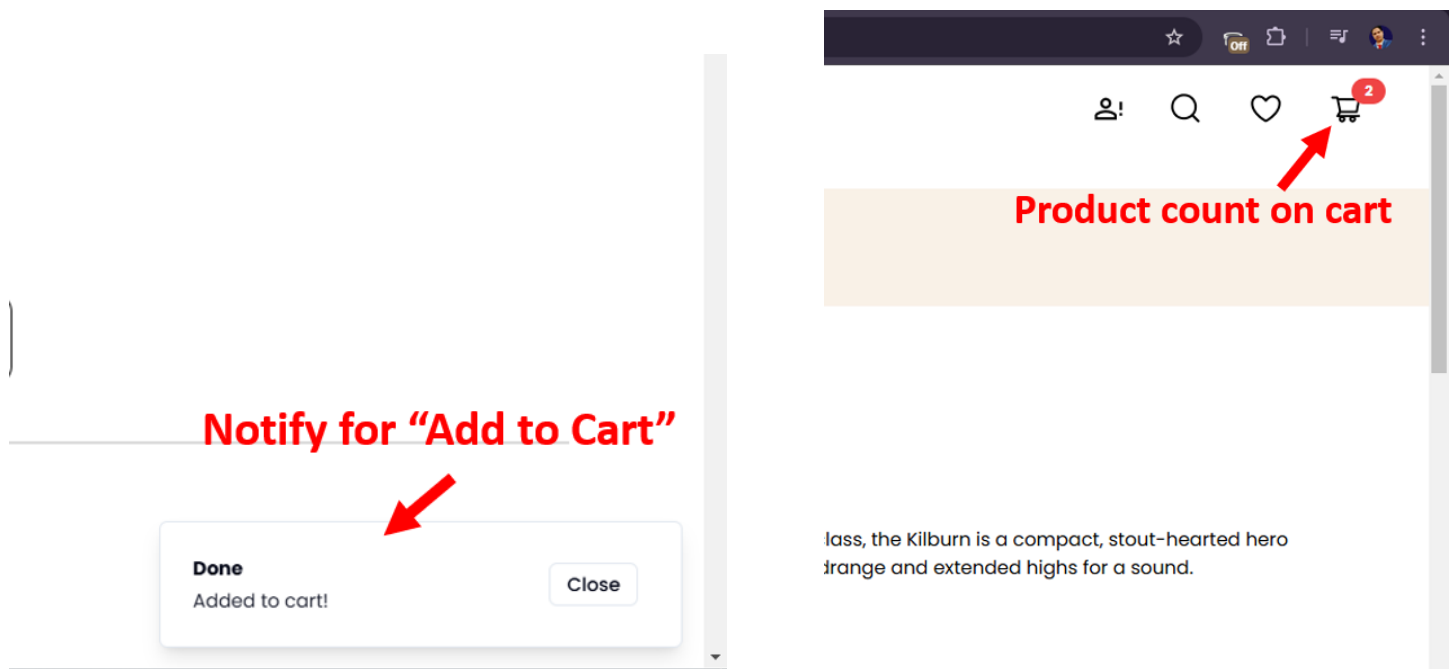 Notify for “Add to Cart”
Done
Added to cart!
Close
Off
2
Product count on cart
lass, the Kilburn is a compact, stout-hearted hero
drange and extended highs for a sound.